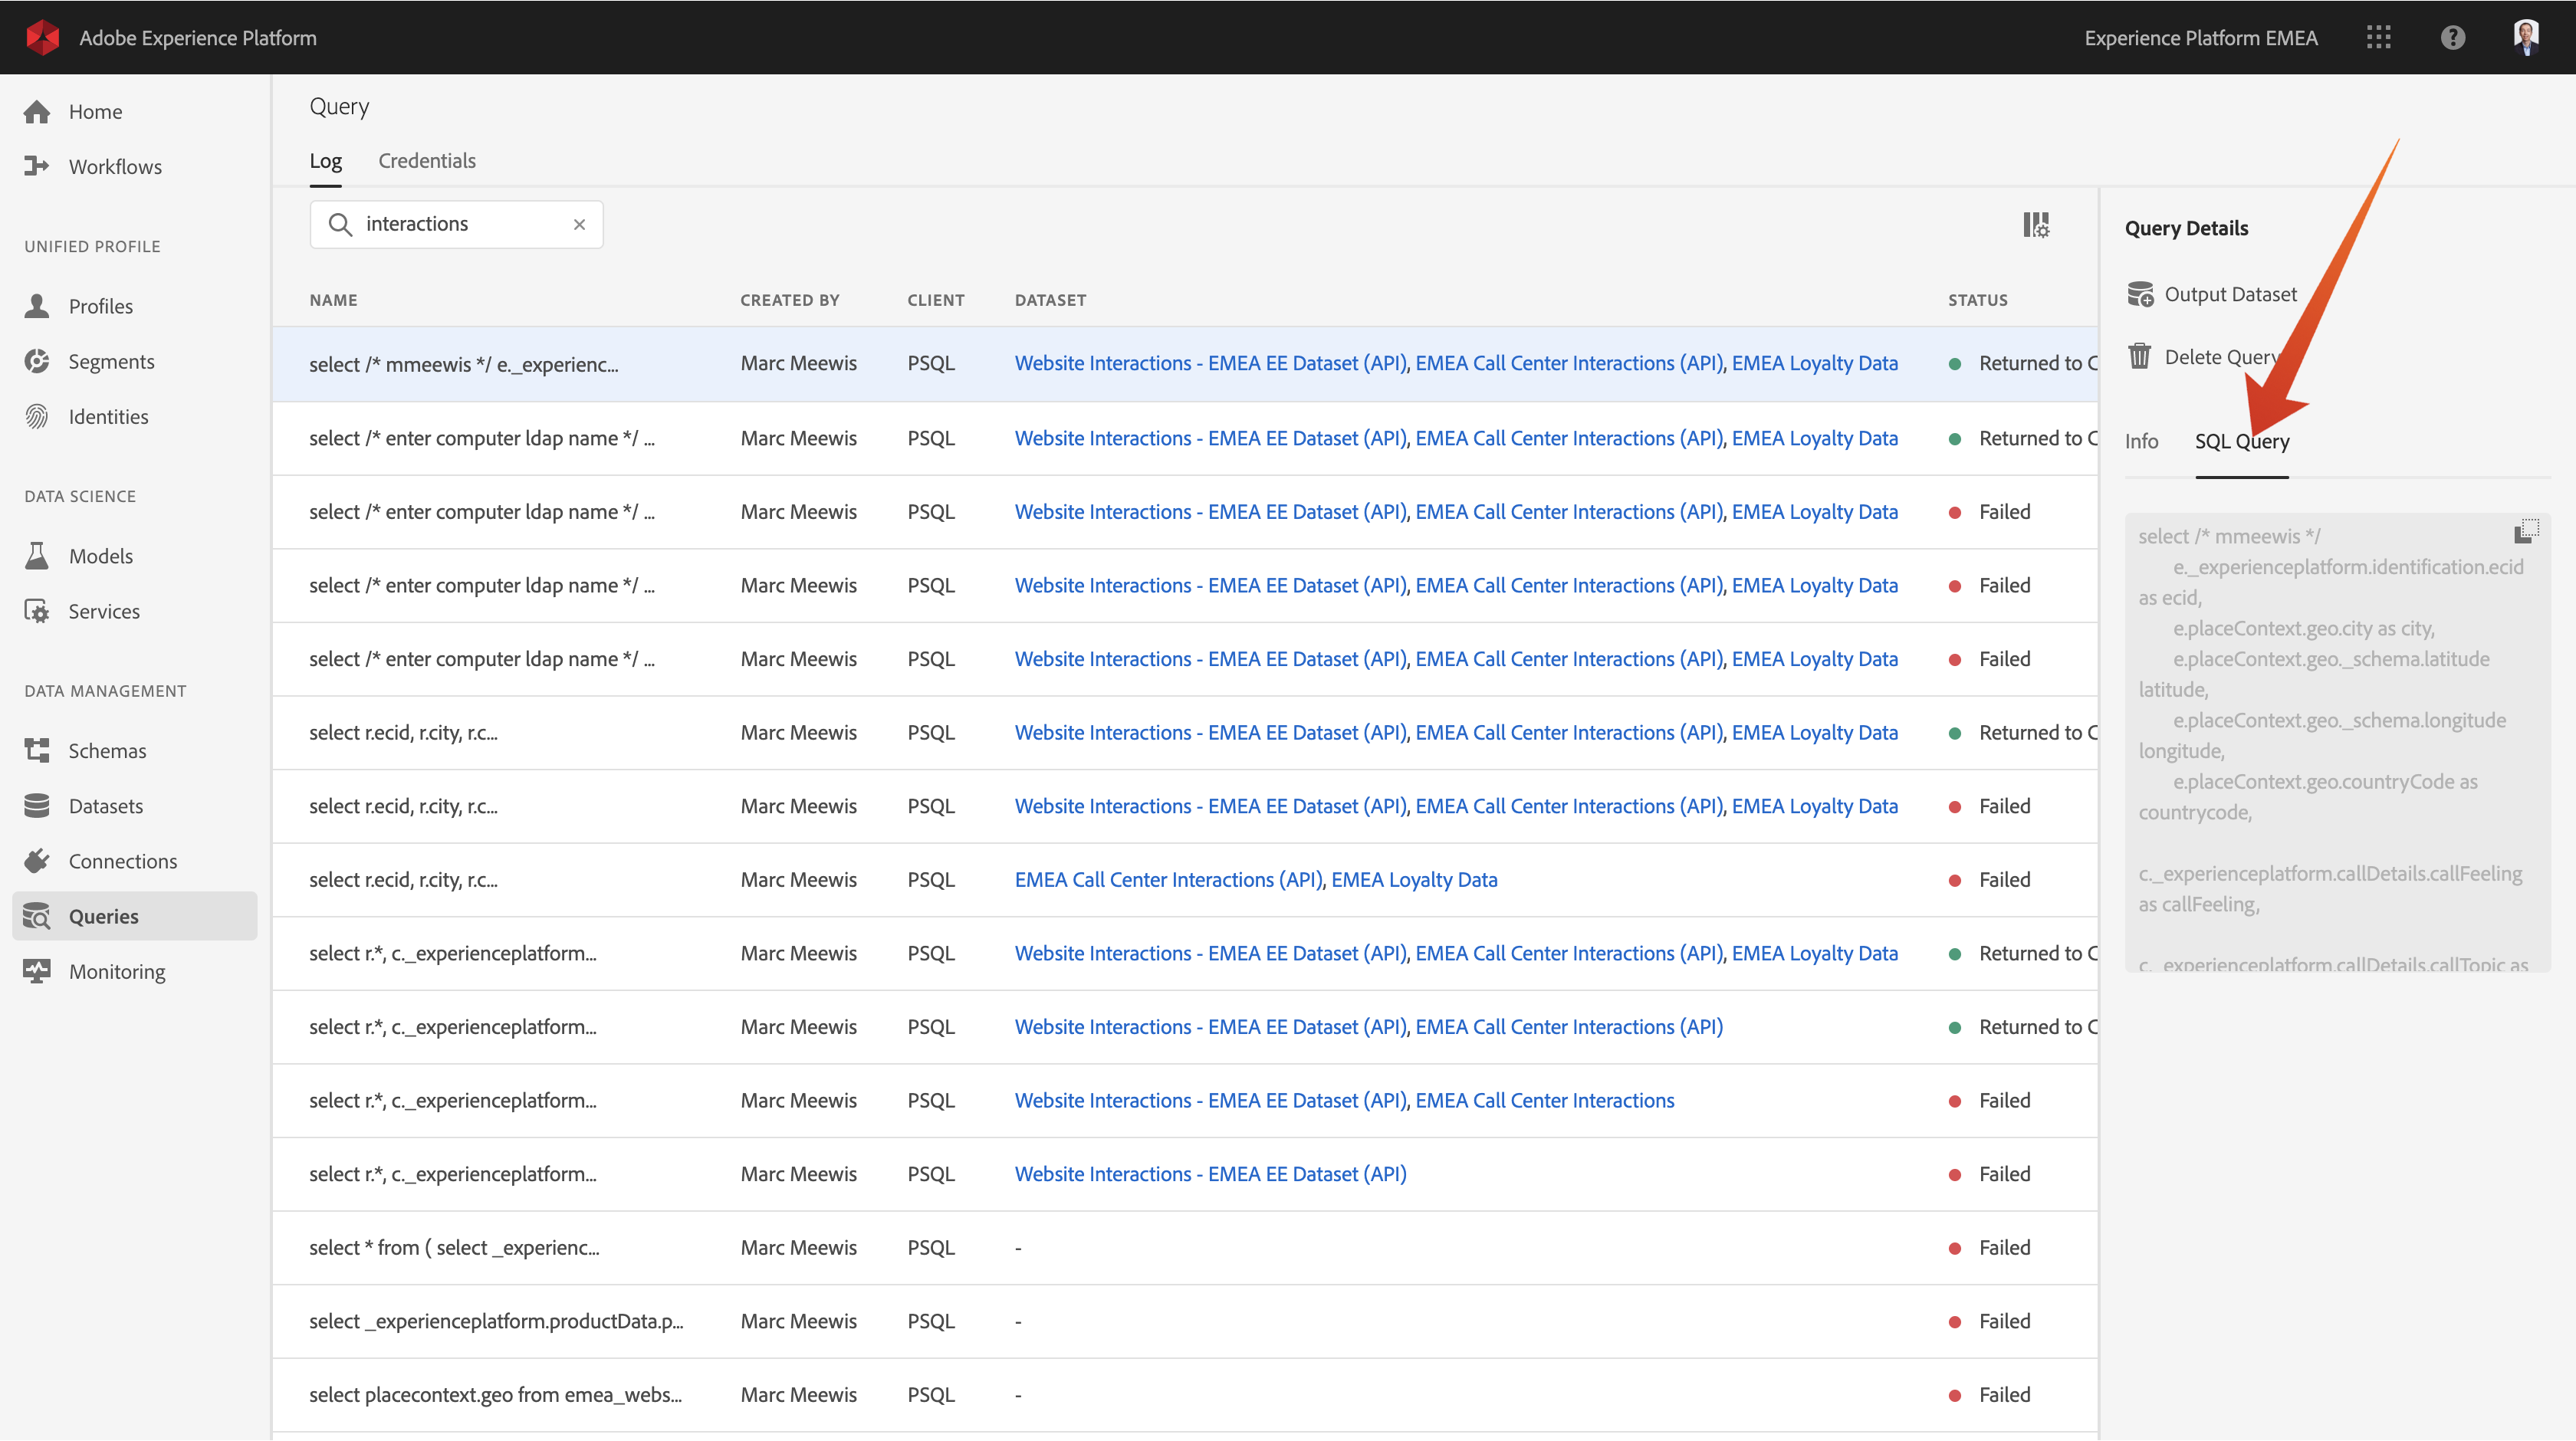 Adobe Experience Platform
Experience Platform EMEA
Home
Workflows
UNIFIED PROFILE
Profiles
Segments
Identities
DATA SCIENCE
Models
Services
DATA MANAGEMENT
Schemas
Datasets
Connections
Queries
Monitoring
Query
Log Credentials
interactions
NAME CREATED BY CLIENT DATASET STATUS
select /* mmeewis */ e._experienc... Marc Meewis PSQL Website Interactions - EMEA EE Dataset (API), EMEA Call Center Interactions (API), EMEA Loyalty Data Returned to C
select /* enter computer ldap name */ ... Marc Meewis PSQL Website Interactions - EMEA EE Dataset (API), EMEA Call Center Interactions (API), EMEA Loyalty Data Returned to C
select /* enter computer ldap name */ ... Marc Meewis PSQL Website Interactions - EMEA EE Dataset (API), EMEA Call Center Interactions (API), EMEA Loyalty Data Failed
select /* enter computer ldap name */ ... Marc Meewis PSQL Website Interactions - EMEA EE Dataset (API), EMEA Call Center Interactions (API), EMEA Loyalty Data Failed
select /* enter computer ldap name */ ... Marc Meewis PSQL Website Interactions - EMEA EE Dataset (API), EMEA Call Center Interactions (API), EMEA Loyalty Data Failed
select r.ecid, r.city, r.c... Marc Meewis PSQL Website Interactions - EMEA EE Dataset (API), EMEA Call Center Interactions (API), EMEA Loyalty Data Returned to C
select r.ecid, r.city, r.c... Marc Meewis PSQL Website Interactions - EMEA EE Dataset (API), EMEA Call Center Interactions (API), EMEA Loyalty Data Failed
select r.ecid, r.city, r.c... Marc Meewis PSQL EMEA Call Center Interactions (API), EMEA Loyalty Data Failed
select r.*, c._experienceplatform... Marc Meewis PSQL Website Interactions - EMEA EE Dataset (API), EMEA Call Center Interactions (API), EMEA Loyalty Data Returned to C
select r.*, c._experienceplatform... Marc Meewis PSQL Website Interactions - EMEA EE Dataset (API), EMEA Call Center Interactions (API) Returned to C
select r.*, c._experienceplatform... Marc Meewis PSQL Website Interactions - EMEA EE Dataset (API), EMEA Call Center Interactions Failed
select r.*, c._experienceplatform... Marc Meewis PSQL Website Interactions - EMEA EE Dataset (API) Failed
select * from ( select _experienc... Marc Meewis PSQL - Failed
select _experienceplatform.productData.p... Marc Meewis PSQL - Failed
select placecontext.geo from emea_webs... Marc Meewis PSQL - Failed
Query Details
Output Dataset
Delete Query
Info SQL Query
select /* mmeewis */
e._experienceplatform.identification.ecid
as ecid,
e.placeContext.geo.city as city,
e.placeContext.geo._schema.latitude
latitude,
e.placeContext.geo._schema.longitude
longitude,
e.placeContext.geo.countryCode as
countrycode,
c._experienceplatform.callDetails.callFeeling
as callFeeling,
c._experienceplatform.callDetails.callTopic as